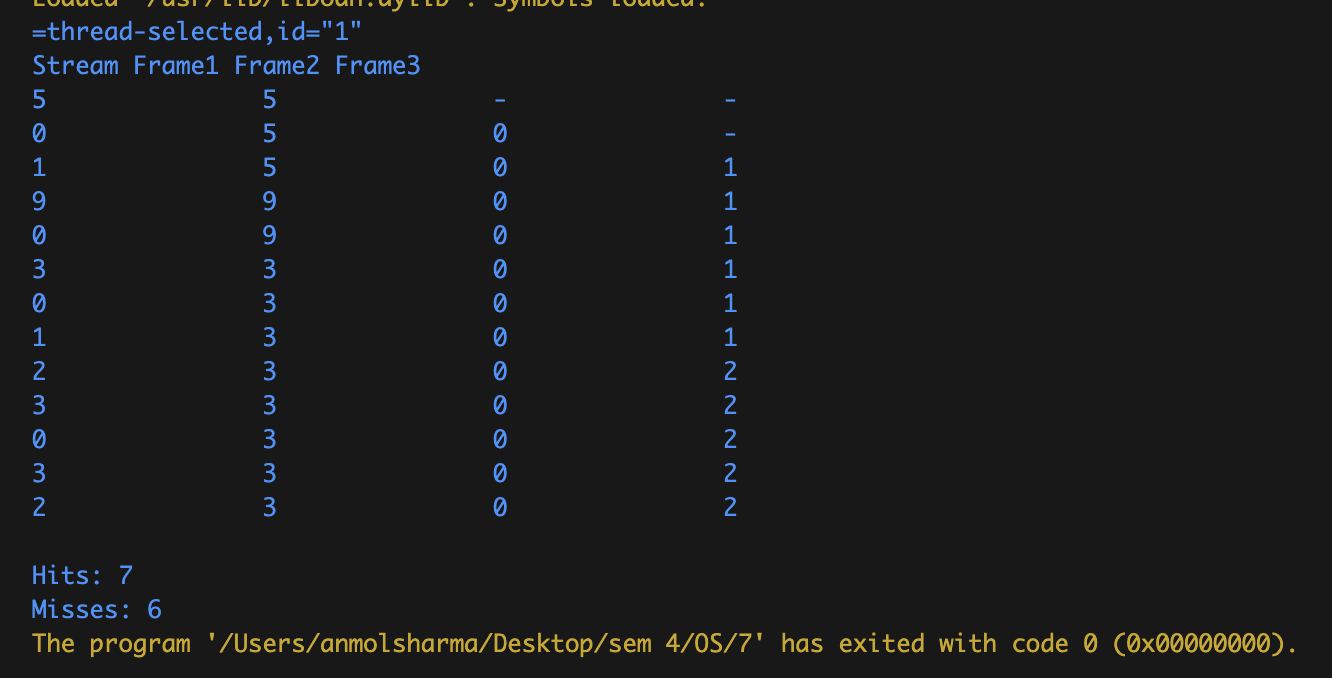 =thread-selected,id="1"
Stream Frame1 Frame2 Frame3
5 5 - -
0 5 0 -
1 5 0 1
9 9 0 1
0 9 0 1
3 3 0 1
0 3 0 1
1 3 0 1
2 3 0 2
3 3 0 2
0 3 0 2
3 3 0 2
2 3 0 2
Hits: 7
Misses: 6
The program '/Users/anmolsharma/Desktop/sem 4/OS/7' has exited with code 0 (0x00000000).